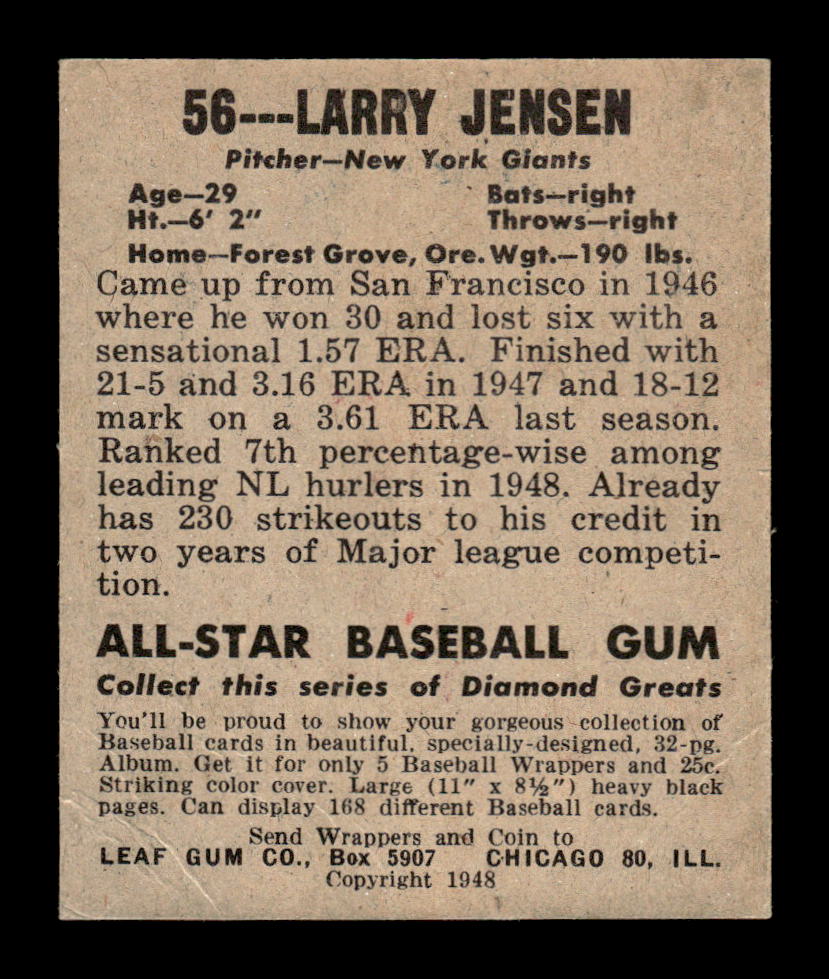 56---LARRY JENSEN
Pitcher—New York Giants
Age—29 Bats—right
Ht.—6' 2" Throws—right
Home—Forest Grove, Ore. Wgt.—190 lbs.
Came up from San Francisco in 1946
where he won 30 and lost six with a
sensational 1.57 ERA. Finished with
21-5 and 3.16 ERA in 1947 and 18-12
mark on a 3.61 ERA last season.
Ranked 7th percentage-wise among
leading NL hurlers in 1948. Already
has 230 strikeouts to his credit in
two years of Major league competi-
tion.
ALL-STAR BASEBALL GUM
Collect this series of Diamond Greats
You'll be proud to show your gorgeous collection of
Baseball cards in beautiful, specially-designed, 32-pg.
Album. Get it for only 5 Baseball Wrappers and 25c.
Striking color cover. Large (11" x 8½") heavy black
pages. Can display 168 different Baseball cards.
Send Wrappers and Coin to
LEAF GUM CO., Box 5907 CHICAGO 80, ILL.
Copyright 1948